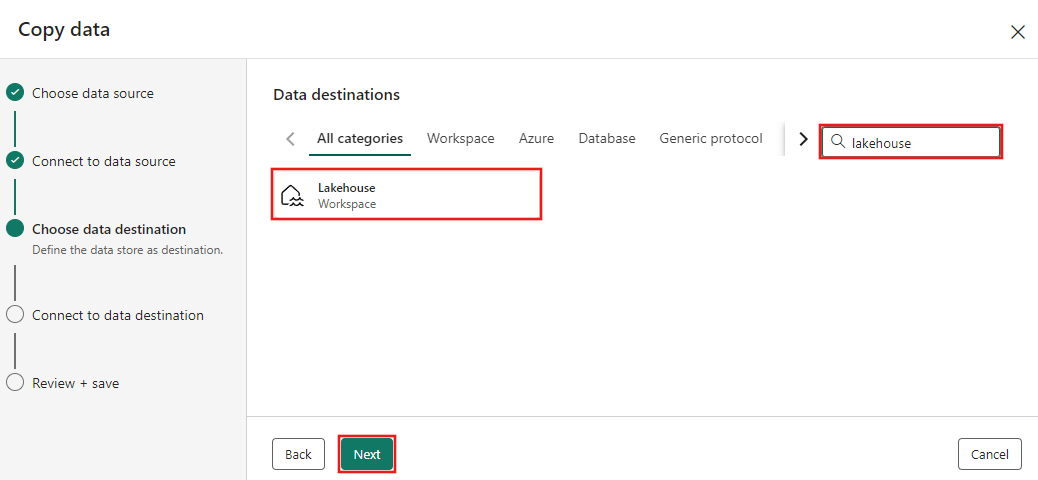 Copy data
Choose data source
Connect to data source
Choose data destination
Define the data store as destination.
Connect to data destination
Review + save
Data destinations
All categories Workspace Azure Database Generic protocol
lakehouse
Lakehouse
Workspace
Back Next Cancel